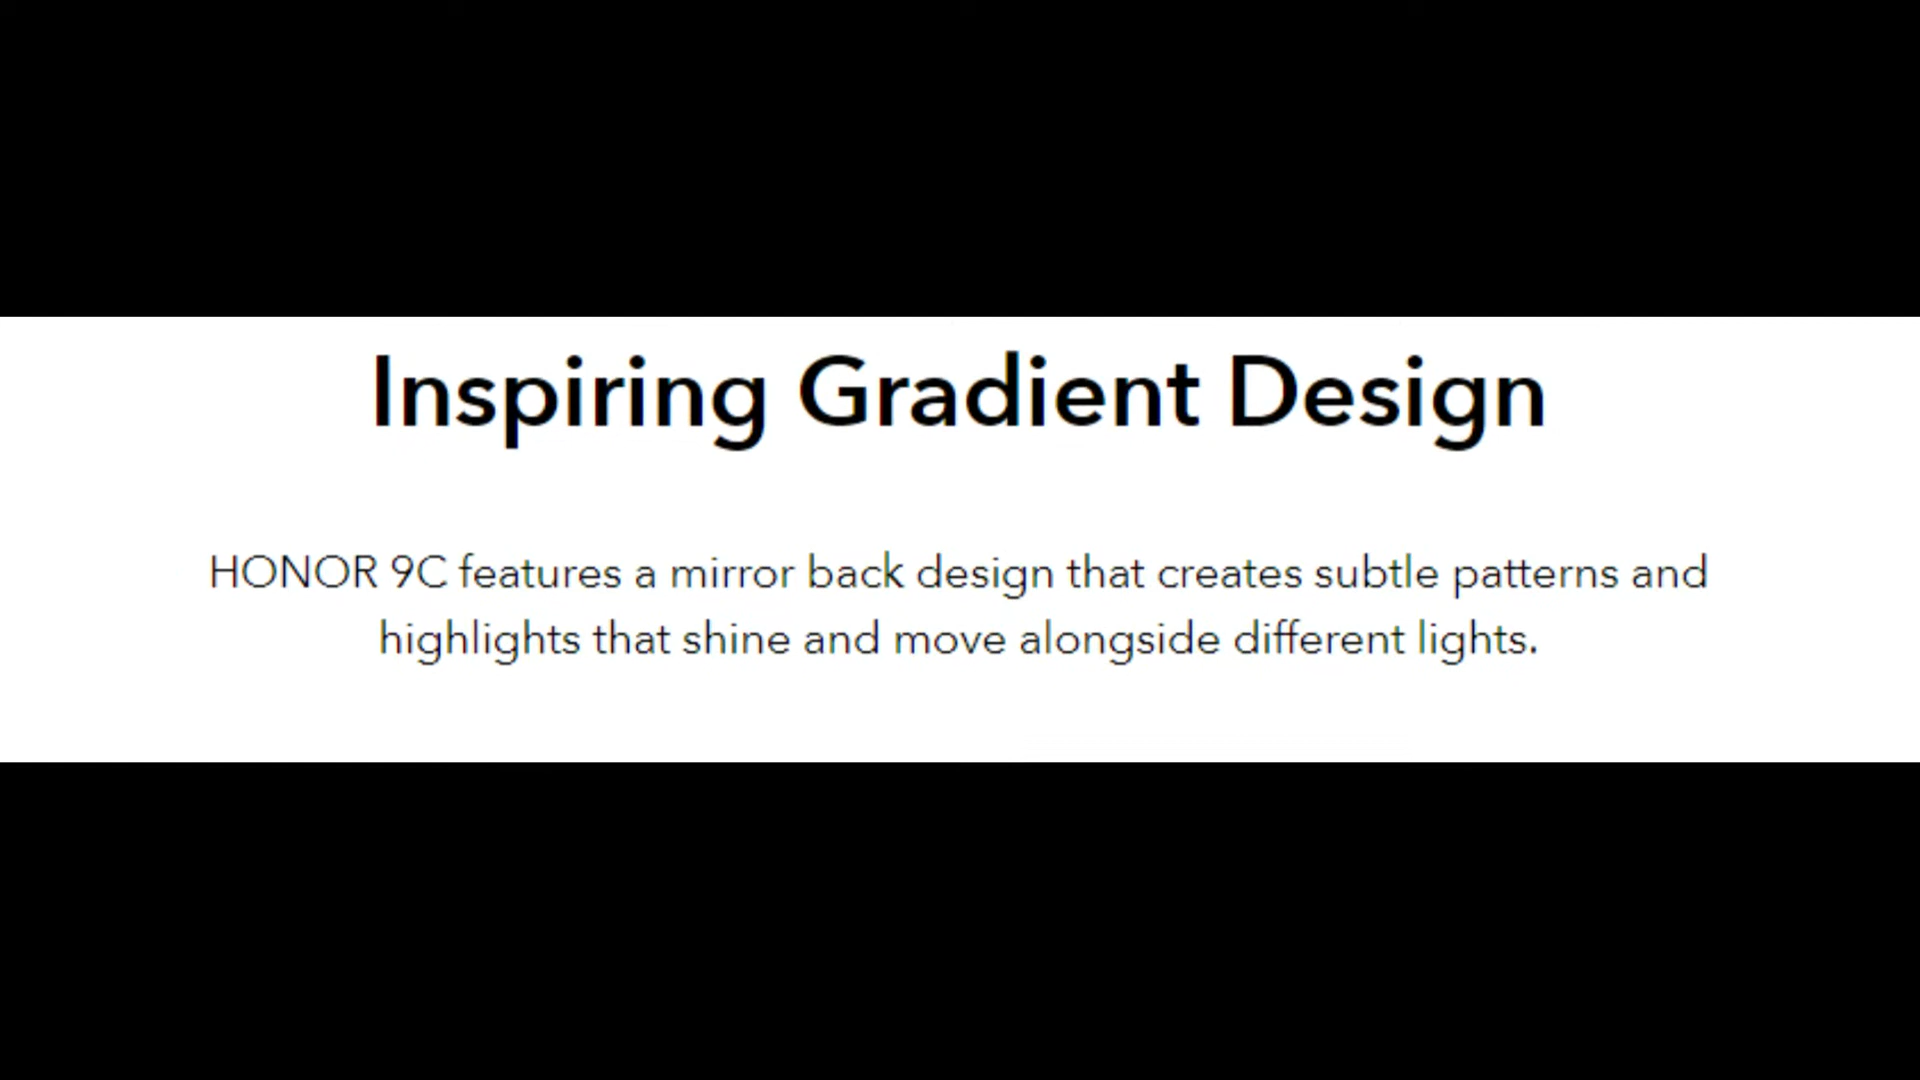 Inspiring Gradient Design
HONOR 9C features a mirror back design that creates subtle patterns and
highlights that shine and move alongside different lights.